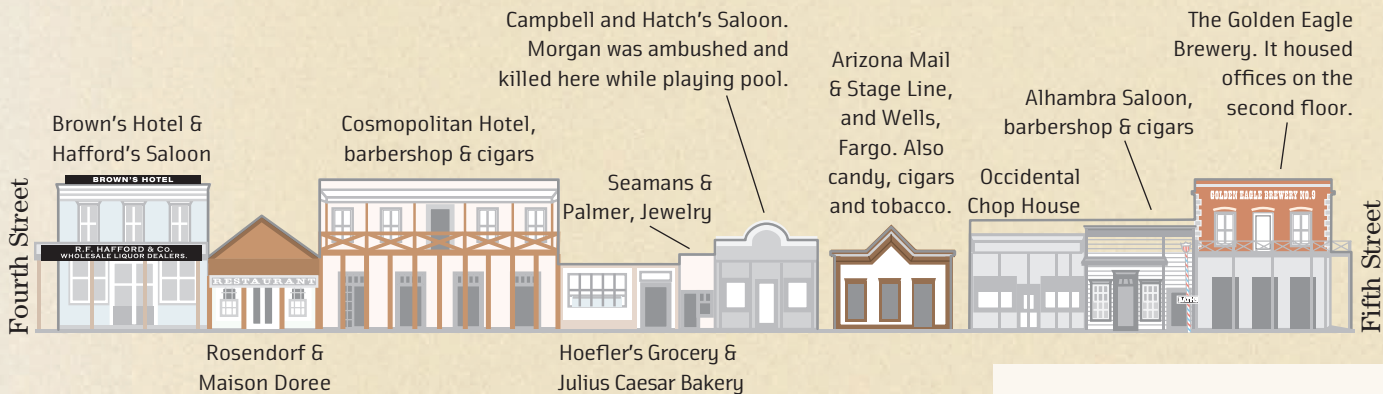 Fourth Street
Brown's Hotel &
Hafford's Saloon
BROWN'S HOTEL
R.F. HAFFORD & Co.
WHOLESALE LIQUOR DEALERS.
RESTAURANT
Rosendorf &
Maison Doree
Cosmopolitan Hotel,
barbershop & cigars
Hoefler's Grocery &
Julius Caesar Bakery
Seamans &
Palmer, Jewelry
Campbell and Hatch's Saloon.
Morgan was ambushed and
killed here while playing pool.
Arizona Mail
& Stage Line,
and Wells,
Fargo. Also
candy, cigars
and tobacco.
Occidental
Chop House
Alhambra Saloon,
barbershop & cigars
The Golden Eagle
Brewery. It housed
offices on the
second floor.
GOLDEN EAGLE BREWERY NO.
Fifth Street